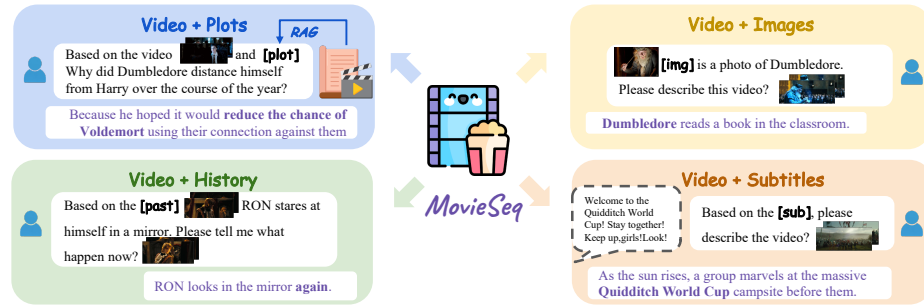 Video + Plots
RAG
Based on the video and [plot]
Why did Dumbledore distance himself
from Harry over the course of the year?
Because he hoped it would reduce the chance of
Voldemort using their connection against them
Video + Images
[img] is a photo of Dumbledore.
Please describe this video?
Dumbledore reads a book in the classroom.
MovieSeq
Video + History
Based on the [past] RON stares at
himself in a mirror. Please tell me what
happen now?
RON looks in the mirror again.
Video + Subtitles
Welcome to the
Quidditch World
Cup! Stay together!
Keep up,girls!Look!
Based on the [sub], please
describe the video?
As the sun rises, a group marvels at the massive
Quidditch World Cup campsite before them.